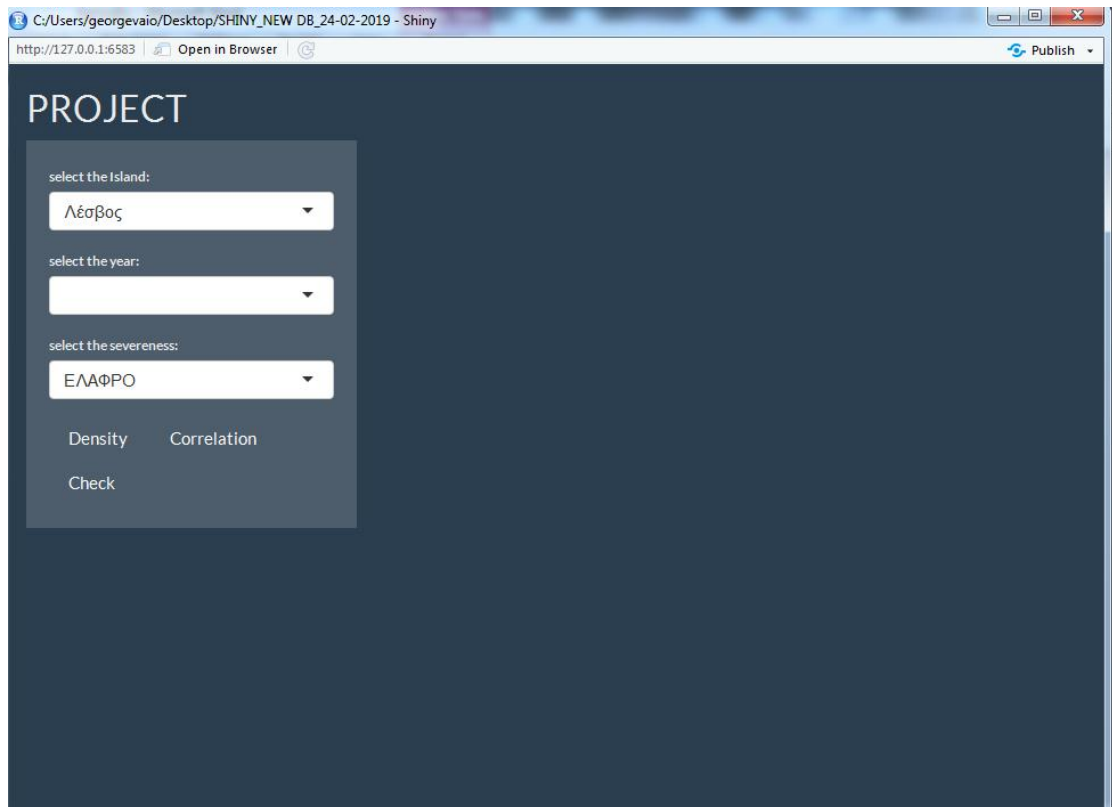 C:/Users/georgevaio/Desktop/SHINY_NEW DB_24-02-2019 - Shiny
http://127.0.0.1:6583 Open in Browser Publish
PROJECT
select the Island:
Λέσβος
select the year:
select the severeness:
ΕΛΑΦΡΟ
Density Correlation
Check